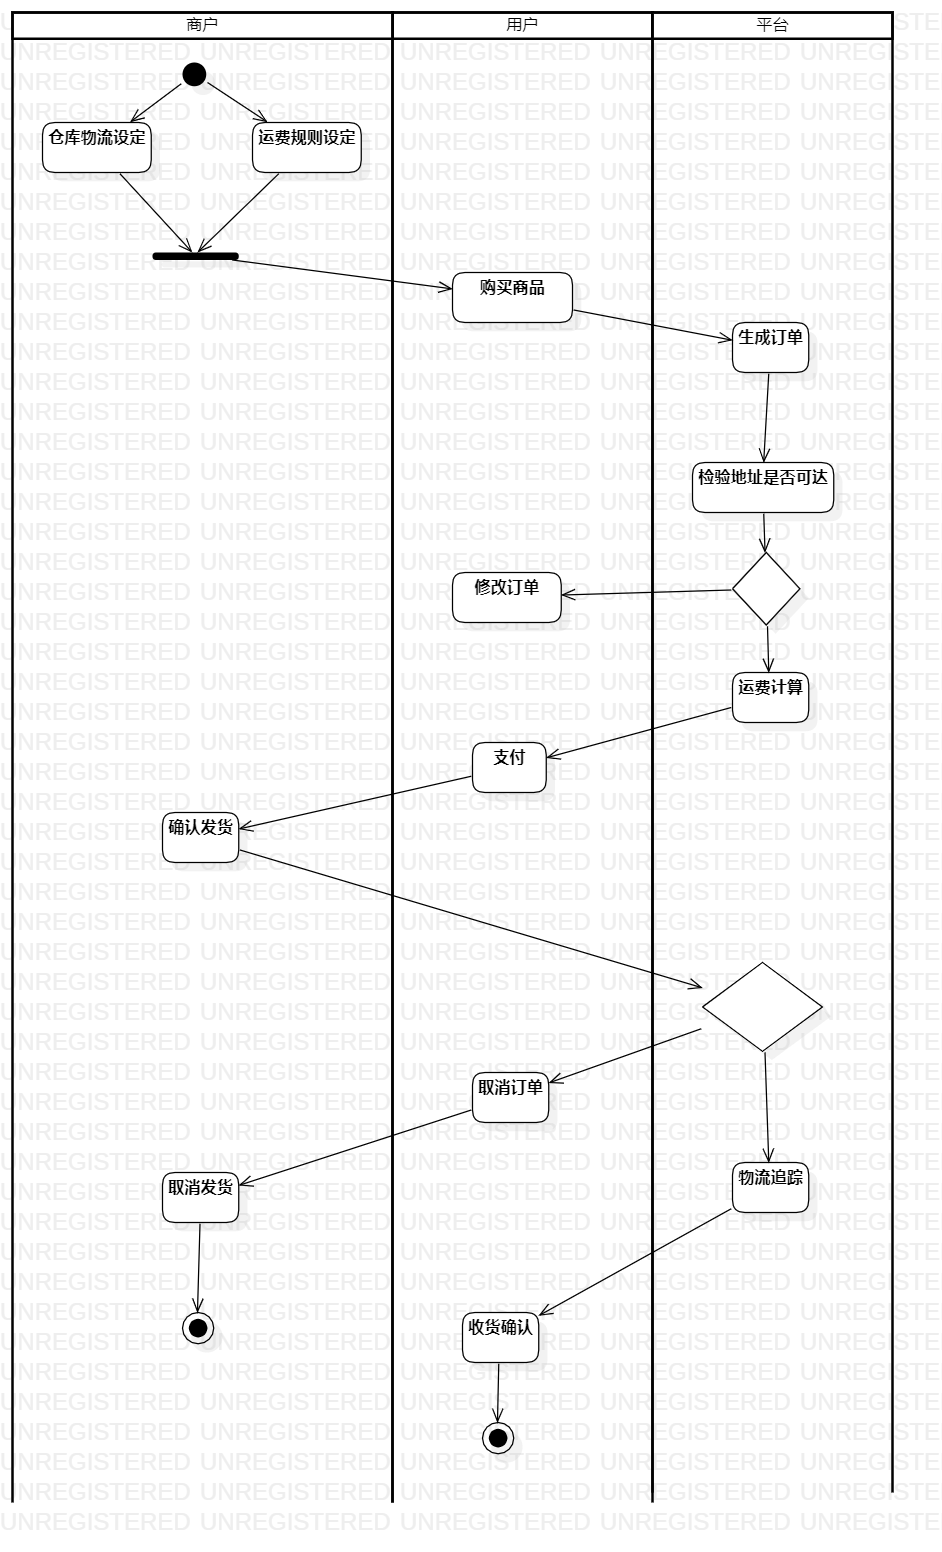 商户
用户
平台
仓库物流设定
运费规则设定
购买商品
生成订单
检验地址是否可达
修改订单
运费计算
支付
确认发货
取消订单
取消发货
物流追踪
收货确认
UNREGISTERED